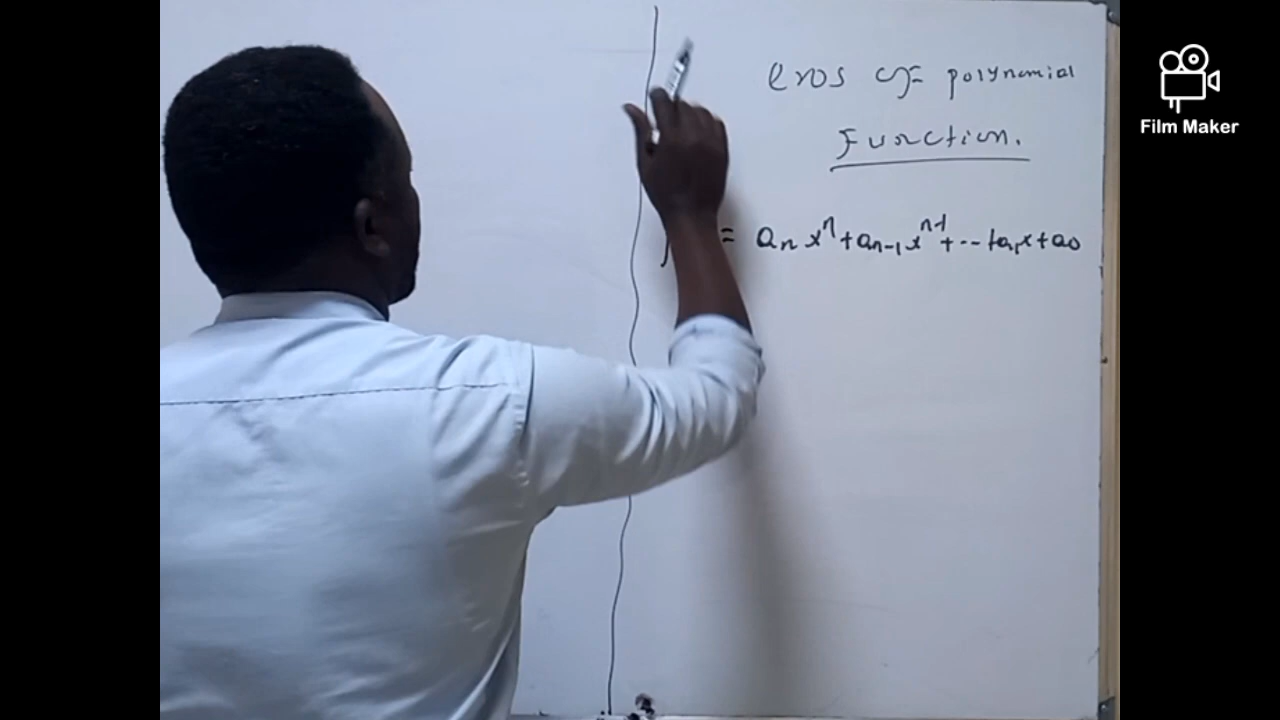 eros of polynomial
Function.
= aₙxⁿ + aₙ₋₁xⁿ⁻¹ + ... + a₁x + a₀
Film Maker